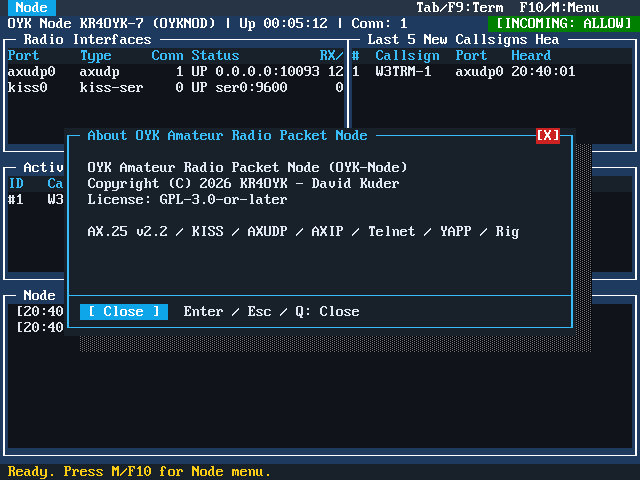 Node Tab/F9:Term F10/M:Menu
OYK Node KR4OYK-7 (OYKNOD) | Up 00:05:12 | Conn: 1 [INCOMING: ALLOW]
Radio Interfaces
Port Type Conn Status RX/
axudp0 axudp 1 UP 0.0.0.0:10093 12
kiss0 kiss-ser 0 UP ser0:9600 0
Last 5 New Callsigns Hea
# Callsign Port Heard
1 W3TRM-1 axudp0 20:40:01
About OYK Amateur Radio Packet Node [X]
OYK Amateur Radio Packet Node (OYK-Node)
Copyright (C) 2026 KR4OYK - David Kuder
License: GPL-3.0-or-later
AX.25 v2.2 / KISS / AXUDP / AXIP / Telnet / YAPP / Rig
[ Close ] Enter / Esc / Q: Close
Activ
ID Ca
#1 W3
Node
[20:40
[20:40
Ready. Press M/F10 for Node menu.